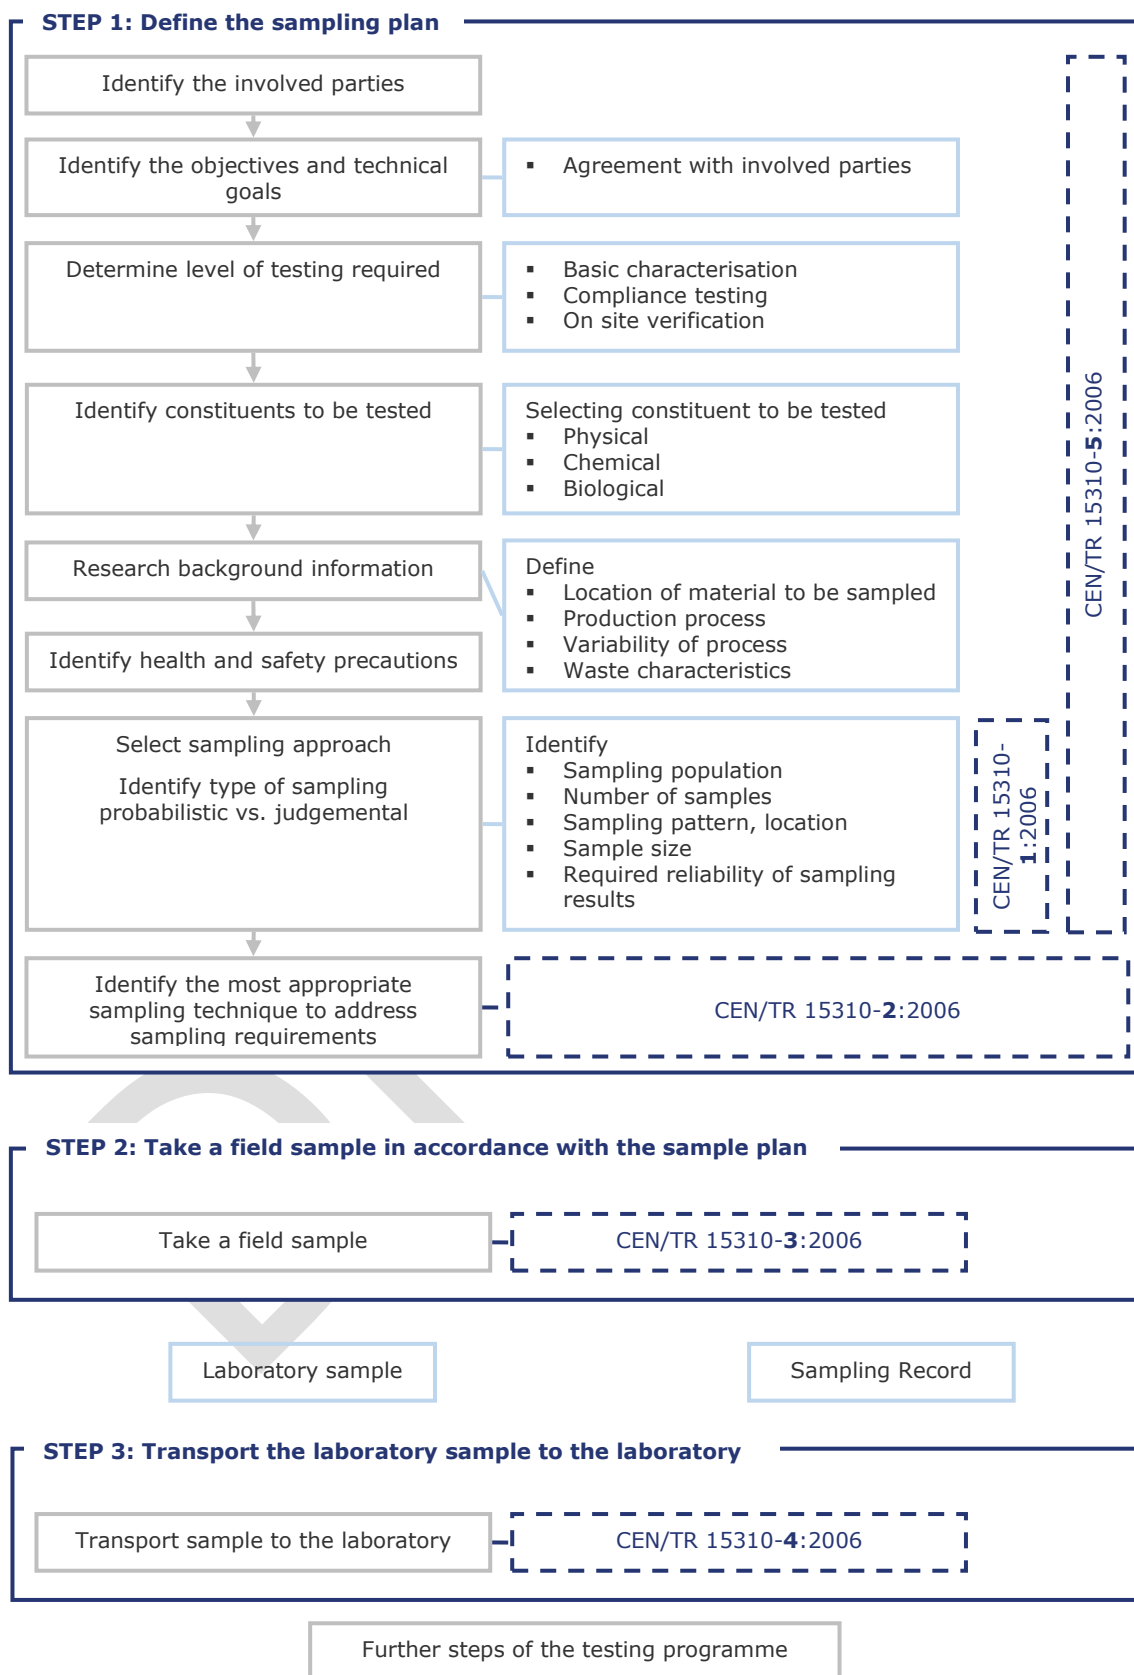 STEP 1: Define the sampling plan
Identify the involved parties
Identify the objectives and technical
goals
▪ Agreement with involved parties
Determine level of testing required
▪ Basic characterisation
▪ Compliance testing
▪ On site verification
Identify constituents to be tested
Selecting constituent to be tested
▪ Physical
▪ Chemical
▪ Biological
Research background information
Define
▪ Location of material to be sampled
▪ Production process
▪ Variability of process
▪ Waste characteristics
Identify health and safety precautions
Select sampling approach
Identify type of sampling
probabilistic vs. judgemental
Identify
▪ Sampling population
▪ Number of samples
▪ Sampling pattern, location
▪ Sample size
▪ Required reliability of sampling
results
CEN/TR 15310-
1:2006
CEN/TR 15310-5:2006
Identify the most appropriate
sampling technique to address
sampling requirements
CEN/TR 15310-2:2006
STEP 2: Take a field sample in accordance with the sample plan
Take a field sample
CEN/TR 15310-3:2006
Laboratory sample
Sampling Record
STEP 3: Transport the laboratory sample to the laboratory
Transport sample to the laboratory
CEN/TR 15310-4:2006
Further steps of the testing programme